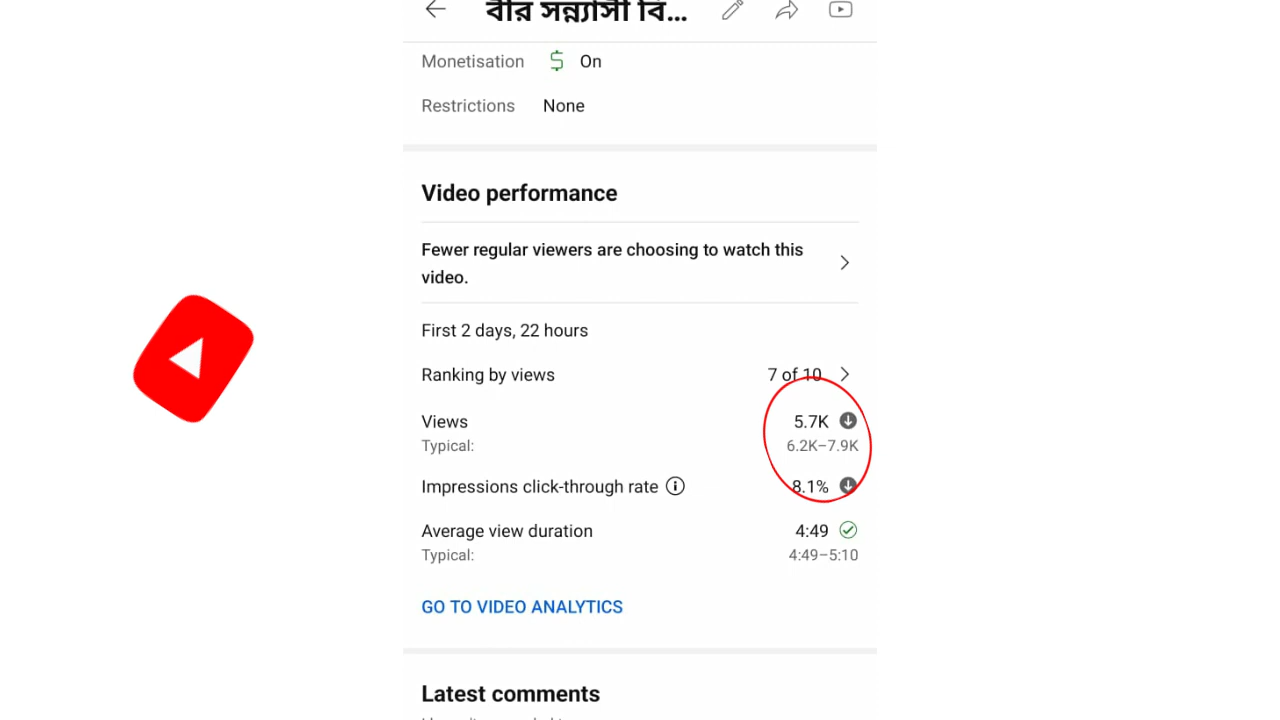 বীর সন্ন্যাসী বি...
Monetisation $ On
Restrictions None
Video performance
Fewer regular viewers are choosing to watch this
video.
First 2 days, 22 hours
Ranking by views 7 of 10
Views 5.7K
Typical: 6.2K–7.9K
Impressions click-through rate 8.1%
Average view duration 4:49
Typical: 4:49–5:10
GO TO VIDEO ANALYTICS
Latest comments